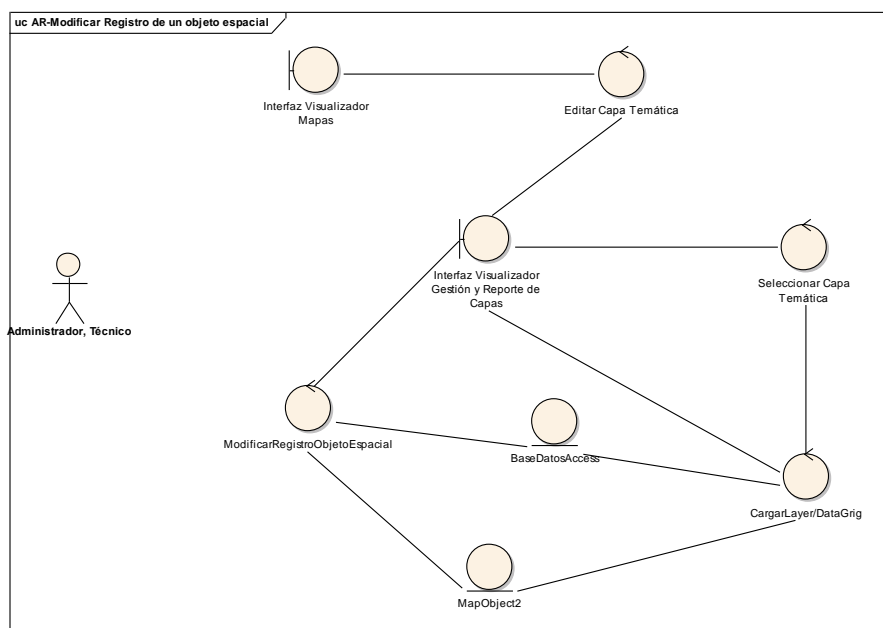 uc AR-Modificar Registro de un objeto espacial
Interfaz Visualizador
Mapas
Editar Capa Temática
Interfaz Visualizador
Gestión y Reporte de
Capas
Seleccionar Capa
Temática
Administrador, Técnico
ModificarRegistroObjetoEspacial
BaseDatosAccess
CargarLayer/DataGrig
MapObject2